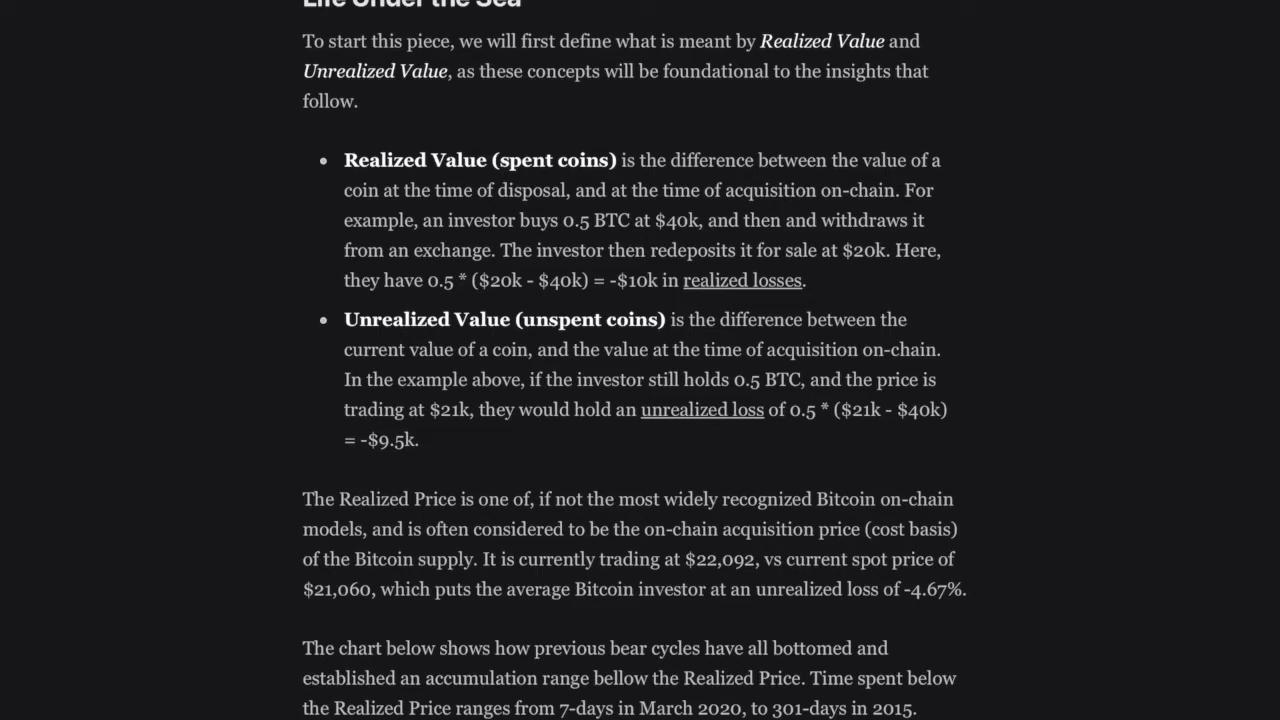 Life Under the Sea
To start this piece, we will first define what is meant by Realized Value and
Unrealized Value, as these concepts will be foundational to the insights that
follow.
• Realized Value (spent coins) is the difference between the value of a
coin at the time of disposal, and at the time of acquisition on-chain. For
example, an investor buys 0.5 BTC at $40k, and then and withdraws it
from an exchange. The investor then redeposits it for sale at $20k. Here,
they have 0.5 * ($20k - $40k) = -$10k in realized losses.
• Unrealized Value (unspent coins) is the difference between the
current value of a coin, and the value at the time of acquisition on-chain.
In the example above, if the investor still holds 0.5 BTC, and the price is
trading at $21k, they would hold an unrealized loss of 0.5 * ($21k - $40k)
= -$9.5k.
The Realized Price is one of, if not the most widely recognized Bitcoin on-chain
models, and is often considered to be the on-chain acquisition price (cost basis)
of the Bitcoin supply. It is currently trading at $22,092, vs current spot price of
$21,060, which puts the average Bitcoin investor at an unrealized loss of -4.67%.
The chart below shows how previous bear cycles have all bottomed and
established an accumulation range bellow the Realized Price. Time spent below
the Realized Price ranges from 7-days in March 2020, to 301-days in 2015.